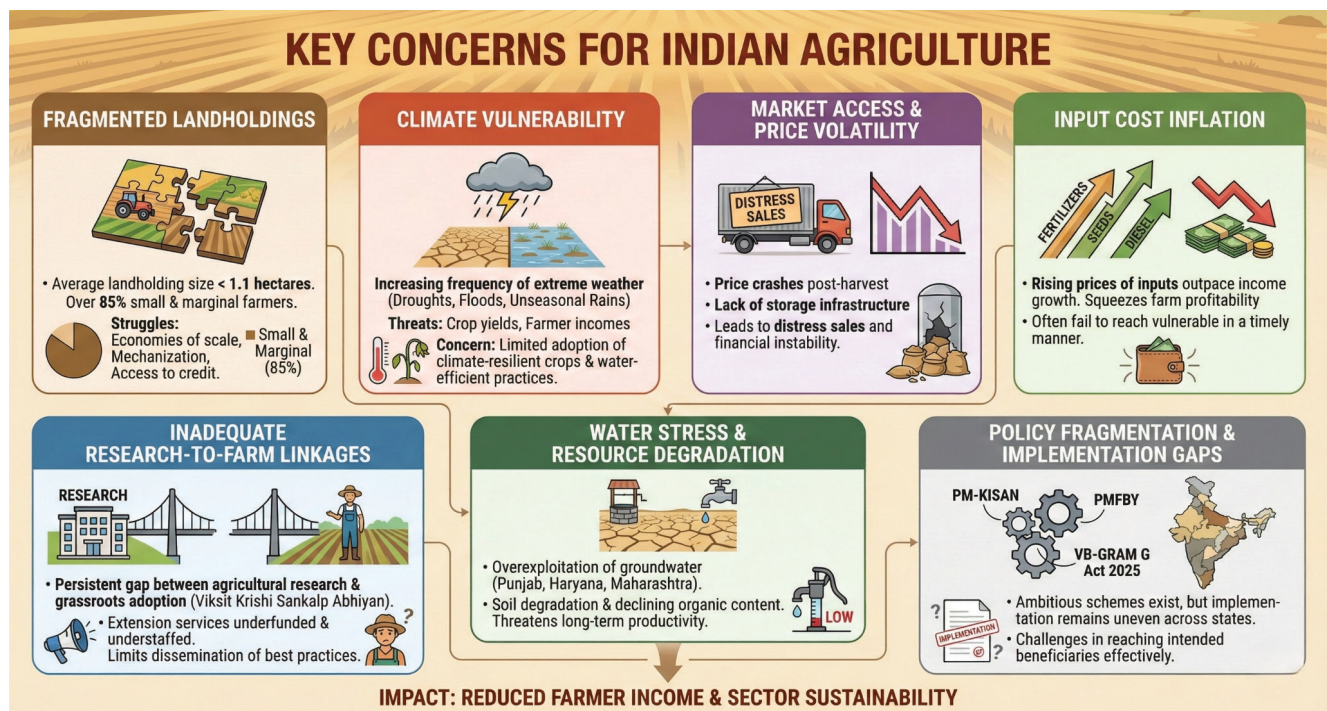 KEY CONCERNS FOR INDIAN AGRICULTURE
FRAGMENTED LANDHOLDINGS
• Average landholding size < 1.1 hectares.
Over 85% small & marginal farmers.
Struggles:
Economies of scale,
Mechanization,
Access to credit.
Small &
Marginal
(85%)
CLIMATE VULNERABILITY
Increasing frequency of extreme weather
(Droughts, Floods, Unseasonal Rains)
Threats: Crop yields, Farmer incomes
Concern: Limited adoption of
climate-resilient crops & water-
efficient practices.
MARKET ACCESS &
PRICE VOLATILITY
DISTRESS
SALES
• Price crashes post-harvest
• Lack of storage infrastructure
• Leads to distress sales and
financial instability.
INPUT COST INFLATION
FERTILIZERS
SEEDS
DIESEL
• Rising prices of inputs outpace income
growth. Squeezes farm profitability
• Often fail to reach vulnerable in a timely
manner.
INADEQUATE
RESEARCH-TO-FARM LINKAGES
RESEARCH
• Persistent gap between agricultural research &
grassroots adoption (Viksit Krishi Sankalp Abhiyan).
• Extension services underfunded &
understaffed.
Limits dissemination of best practices.
?
WATER STRESS &
RESOURCE DEGRADATION
• Overexploitation of groundwater
(Punjab, Haryana, Maharashtra).
• Soil degradation & declining organic content.
Threatens long-term productivity.
LOW
POLICY FRAGMENTATION &
IMPLEMENTATION GAPS
PM-KISAN
PMFBY
VB-GRAM G
Act 2025
?
IMPLEMENTATION
?
• Ambitious schemes exist, but implemen-
tation remains uneven across states.
• Challenges in reaching intended
beneficiaries effectively.
IMPACT: REDUCED FARMER INCOME & SECTOR SUSTAINABILITY